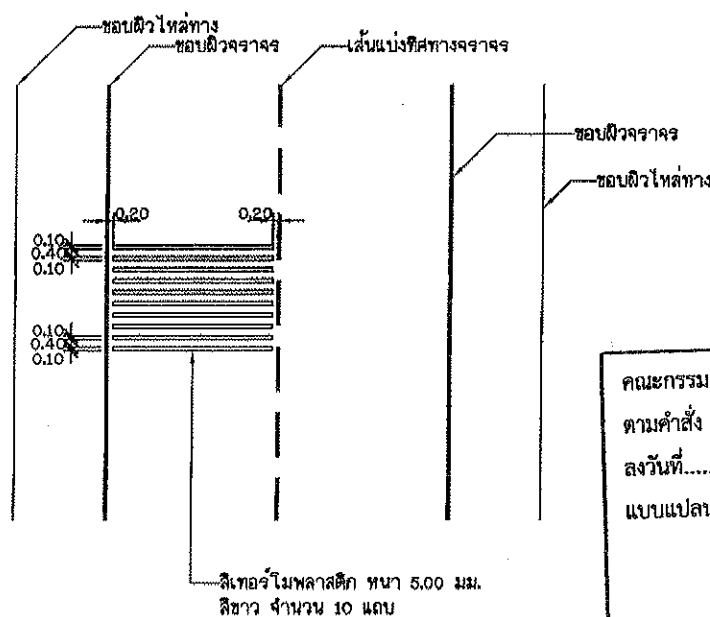 ขอบผิวไหล่ทาง
ขอบผิวจราจร
เส้นแบ่งทิศทางจราจร
ขอบผิวจราจร
ขอบผิวไหล่ทาง
0.20
0.20
0.10
0.40
0.10
0.10
0.40
0.10
คณะกรรม
ตามคำสั่ง
ลงวันที่.....
แบบแปลน
สีเทอร์โมพลาสติก หนา 5.00 มม.
สีขาว จำนวน 10 แถบ